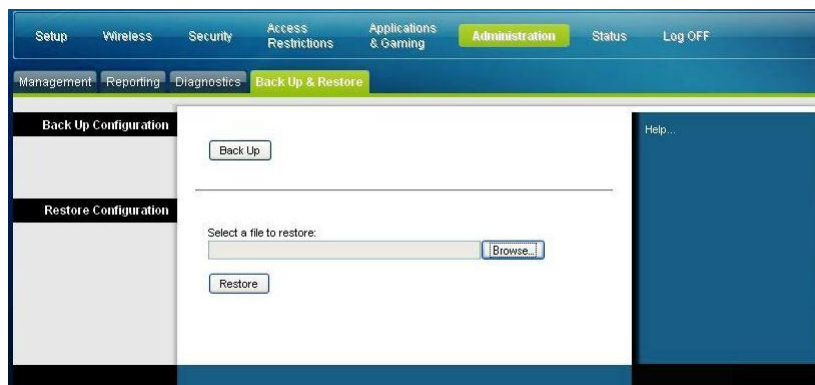 Setup Wireless Security Access Restrictions Applications & Gaming Administration Status Log OFF
Management Reporting Diagnostics Back Up & Restore
Back Up Configuration
Help...
Back Up
Restore Configuration
Select a file to restore:
Browse...
Restore